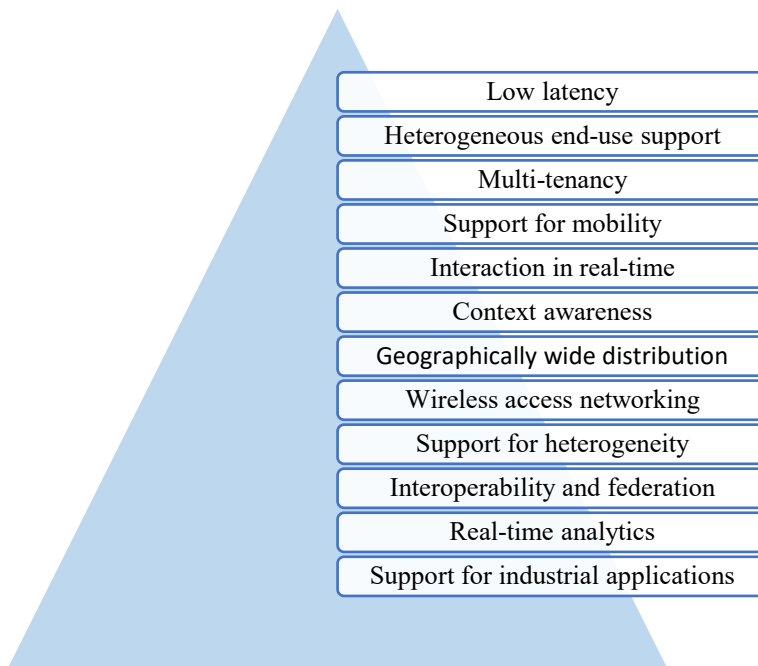 Low latency
Heterogeneous end-use support
Multi-tenancy
Support for mobility
Interaction in real-time
Context awareness
Geographically wide distribution
Wireless access networking
Support for heterogeneity
Interoperability and federation
Real-time analytics
Support for industrial applications